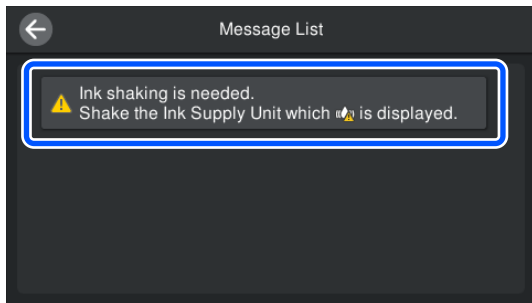 Message List
Ink shaking is needed.
Shake the Ink Supply Unit which is displayed.